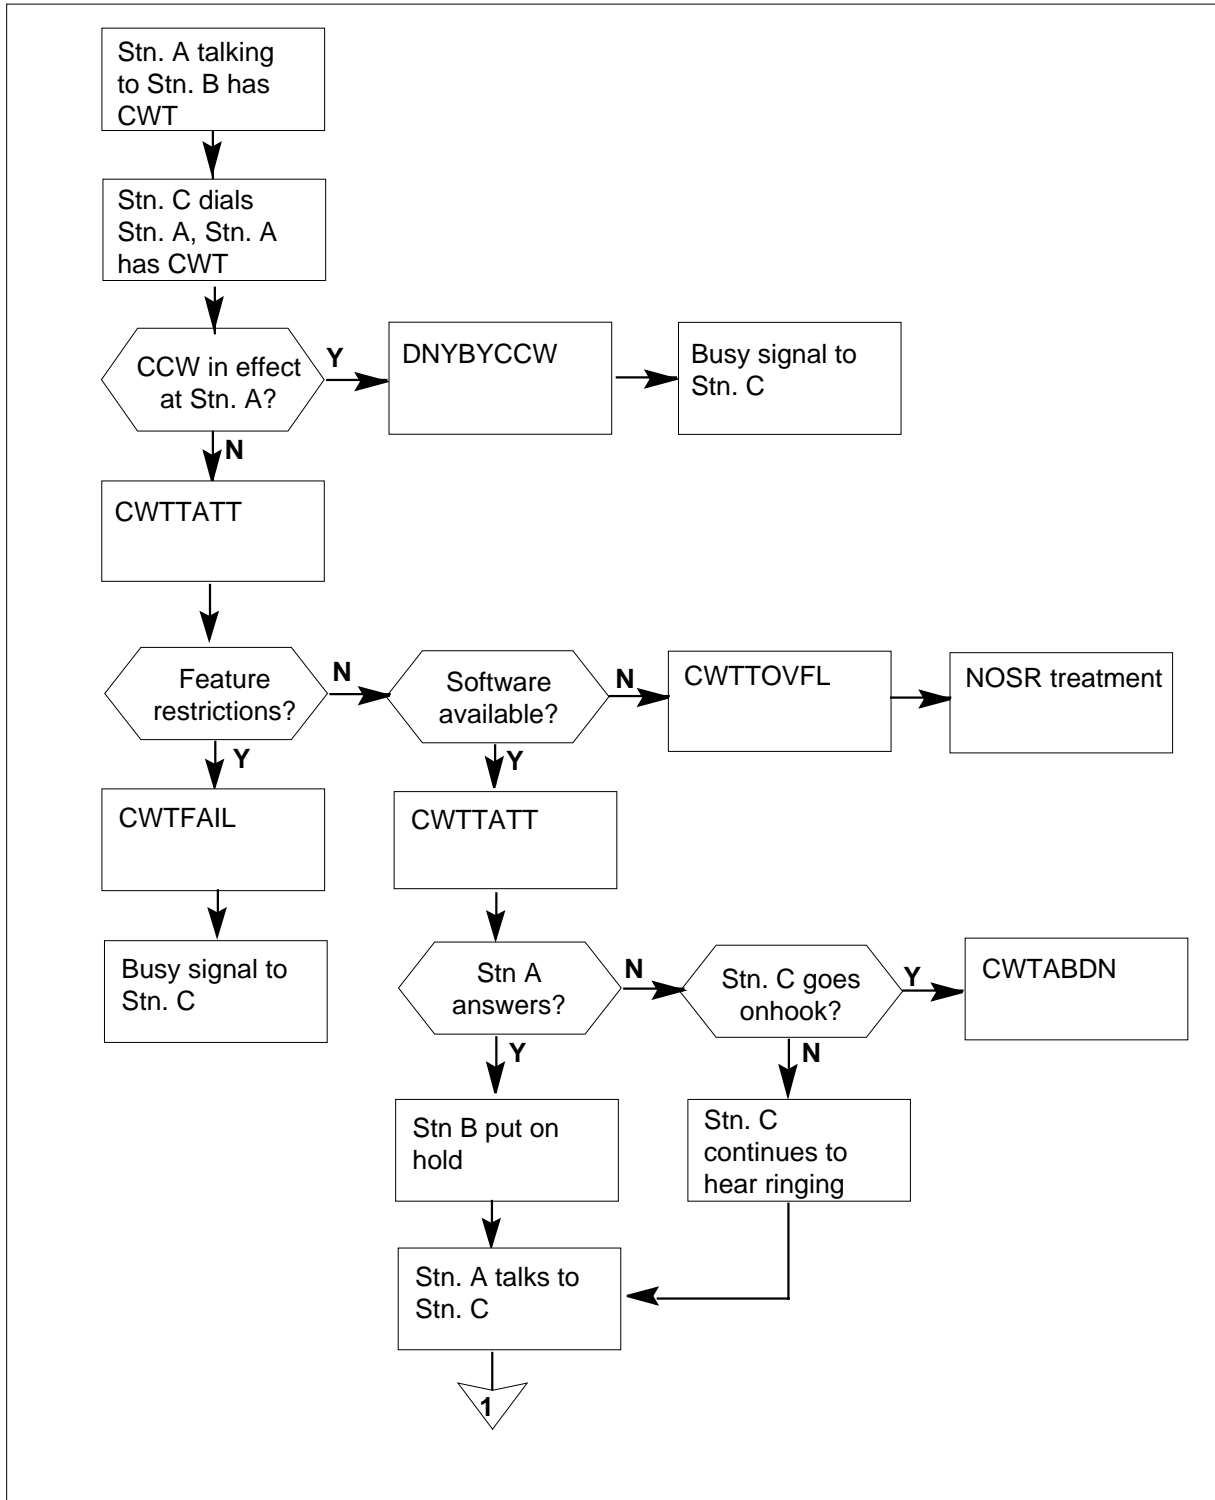 Stn. A talking
to Stn. B has
CWT
Stn. C dials
Stn. A, Stn. A
has CWT
CCW in effect
at Stn. A?
Y
DNYBYCCW
Busy signal to
Stn. C
N
CWTTATT
Feature
restrictions?
N
Software
available?
N
CWTTOVFL
NOSR treatment
Y
CWTFAIL
Y
CWTTATT
Busy signal to
Stn. C
Stn A
answers?
N
Stn. C goes
onhook?
Y
CWTABDN
Y
Stn B put on
hold
N
Stn. C
continues to
hear ringing
Stn. A talks to
Stn. C
1